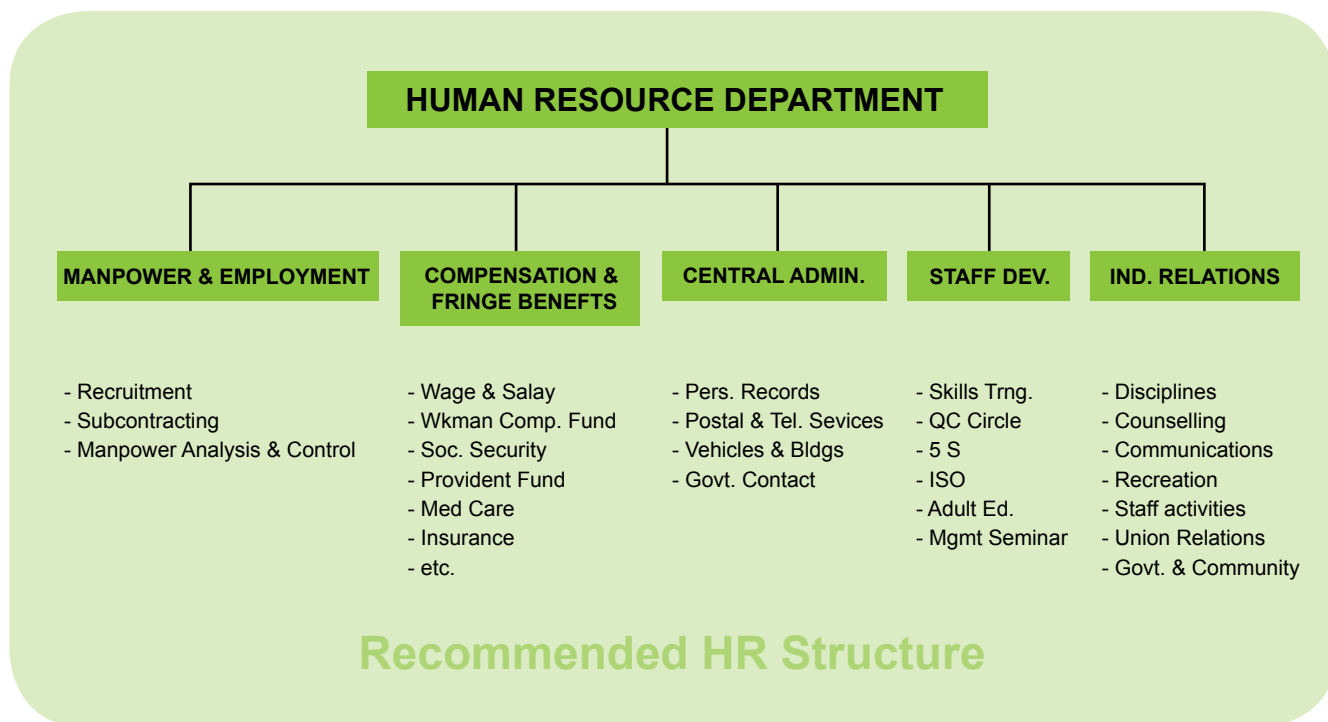 HUMAN RESOURCE DEPARTMENT
MANPOWER & EMPLOYMENT
- Recruitment
- Subcontracting
- Manpower Analysis & Control
COMPENSATION &
FRINGE BENEFTS
- Wage & Salay
- Wkman Comp. Fund
- Soc. Security
- Provident Fund
- Med Care
- Insurance
- etc.
CENTRAL ADMIN.
- Pers. Records
- Postal & Tel. Sevices
- Vehicles & Bldgs
- Govt. Contact
STAFF DEV.
- Skills Trng.
- QC Circle
- 5 S
- ISO
- Adult Ed.
- Mgmt Seminar
IND. RELATIONS
- Disciplines
- Counselling
- Communications
- Recreation
- Staff activities
- Union Relations
- Govt. & Community
Recommended HR Structure